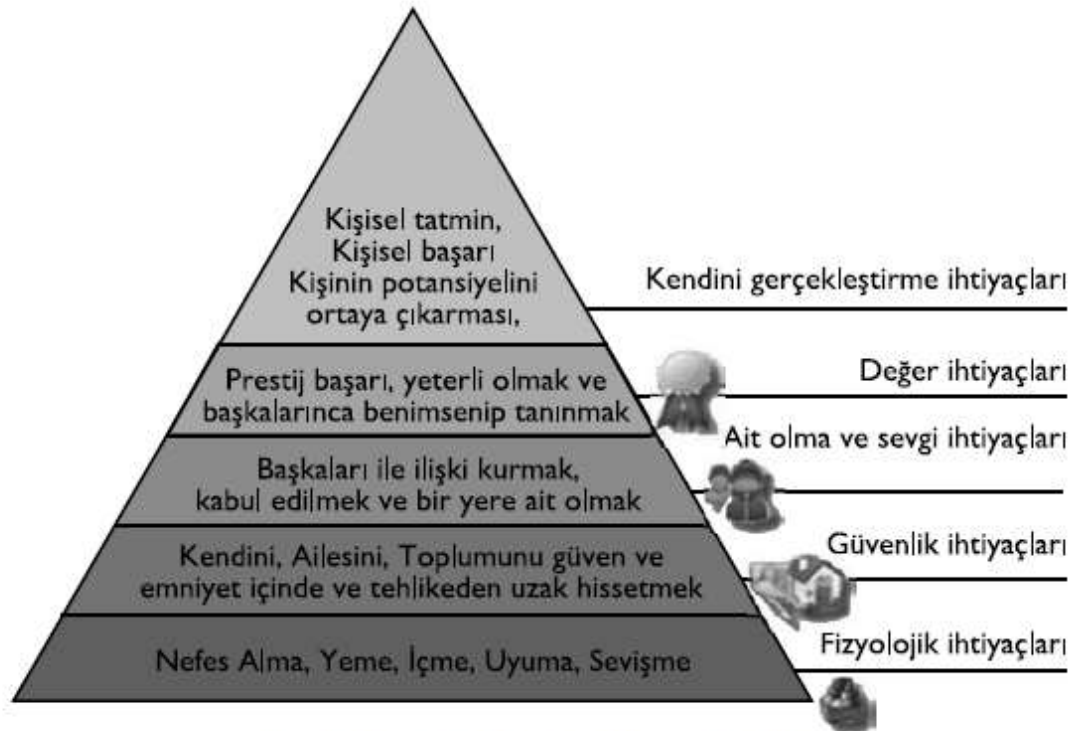 Kişisel tatmin,
Kişisel başarı
Kişinin potansiyelini
ortaya çıkarması,
Kendini gerçekleştirme ihtiyaçları
Prestij başarı, yeterli olmak ve
başkalarınca benimsenip tanınmak
Değer ihtiyaçları
Başkaları ile ilişki kurmak,
kabul edilmek ve bir yere ait olmak
Ait olma ve sevgi ihtiyaçları
Kendini, Ailesini, Toplumunu güven ve
emniyet içinde ve tehlikeden uzak hissetmek
Güvenlik ihtiyaçları
Nefes Alma, Yeme, İçme, Uyuma, Sevişme
Fizyolojik ihtiyaçları